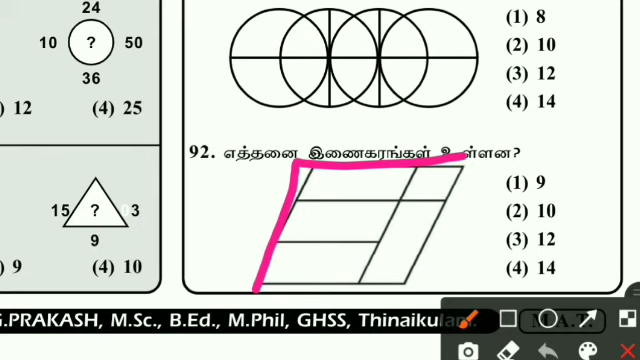 24
10 ? 50
36
) 12 (4) 25
15 ? 3
9
) 9 (4) 10
(1) 8
(2) 10
(3) 12
(4) 14
92. எத்தனை இணைகரங்கள் உள்ளன?
(1) 9
(2) 10
(3) 12
(4) 14
G.PRAKASH, M.Sc., B.Ed., M.Phil, GHSS, Thinaikulam.
M.A.T.